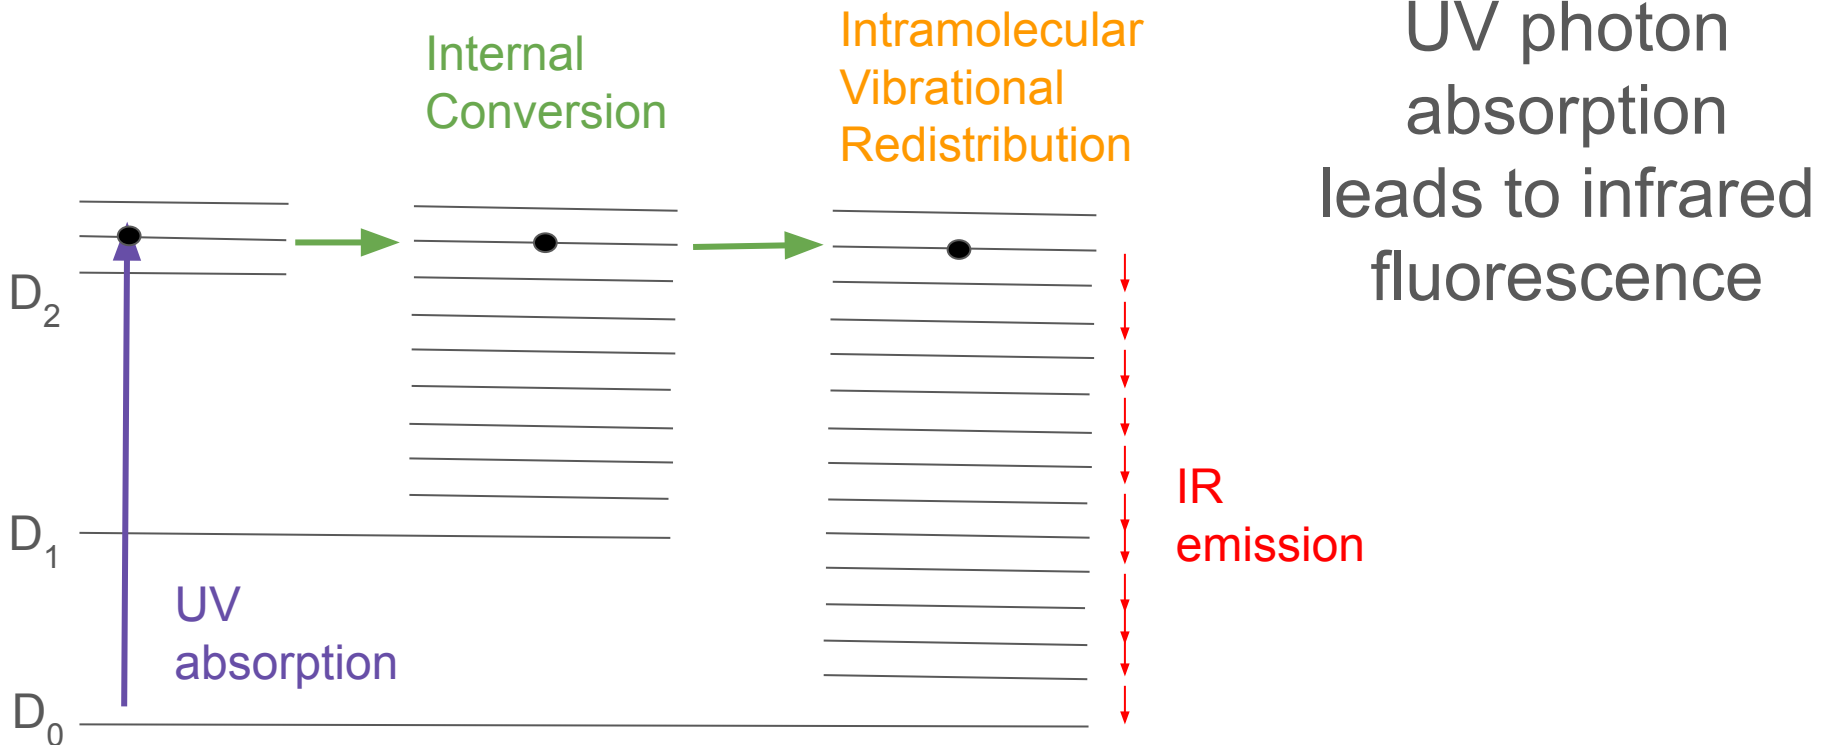 Internal
Conversion
Intramolecular
Vibrational
Redistribution
UV photon
absorption
leads to infrared
fluorescence
D₂
D₁
D₀
UV
absorption
IR
emission